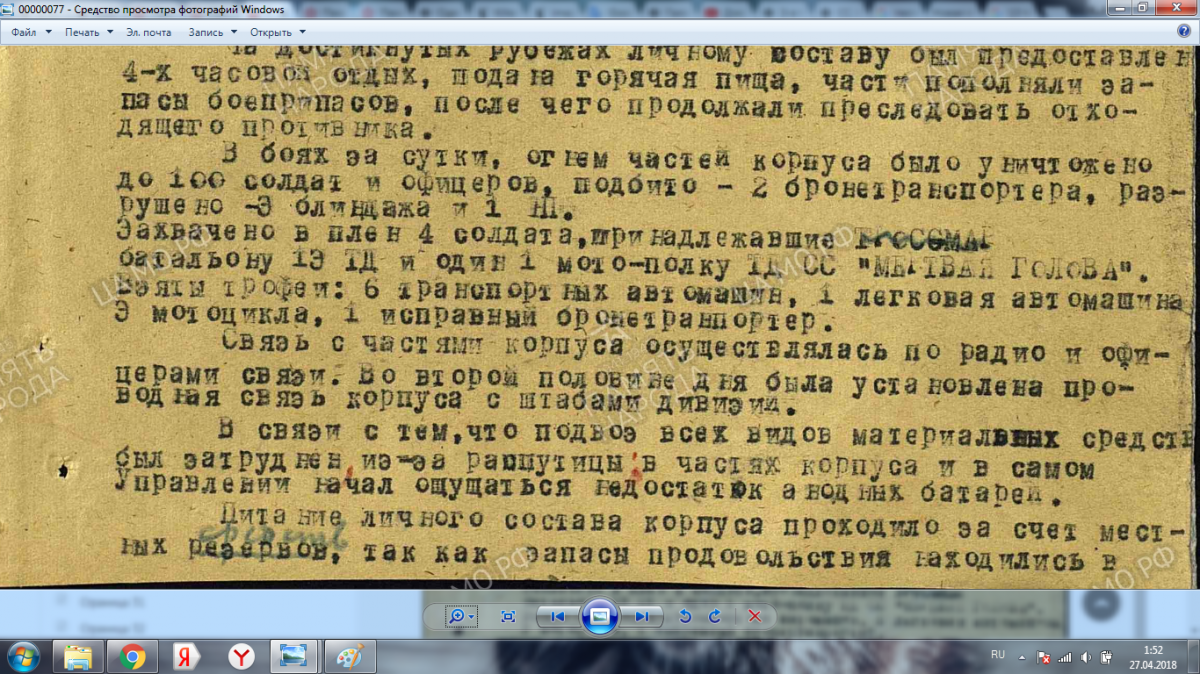 00000077 - Средство просмотра фотографий Windows
Файл Печать Эл. почта Запись Открыть
На достигнутых рубежах личному составу был предоставлен
4-х часовой отдых, подана горячая пища, части пополняли за-
пасы боеприпасов, после чего продолжали преследовать отхо-
дящего противника.
В боях за сутки, огнем частей корпуса было уничтожено
до 100 солдат и офицеров, подбито - 2 бронетранспортера, раз-
рушено -3 блиндажа и 1 НП.
Захвачено в плен 4 солдата, принадлежавшие
батальону 13 ТД и один 1 мото-полку ТД СС "МЕРТВАЯ ГОЛОВА".
Взяты трофеи: 6 транспортных автомашин, 1 легковая автомашина
3 мотоцикла, 1 исправный бронетранпортер.
Связь с частями корпуса осуществлялась по радио и офи-
церами связи. Во второй половине дня была установлена про-
водная связь корпуса с штабами дивизий.
В связи с тем, что подвоз всех видов материальных средств
был затруднен из-за распутицы в частях корпуса и в самом
Управлении начал ощущаться недостаток анодных батарей.
Питание личного состава корпуса проходило за счет мест-
ных резервов, так как запасы продовольствия находились в
RU
1:52
27.04.2018